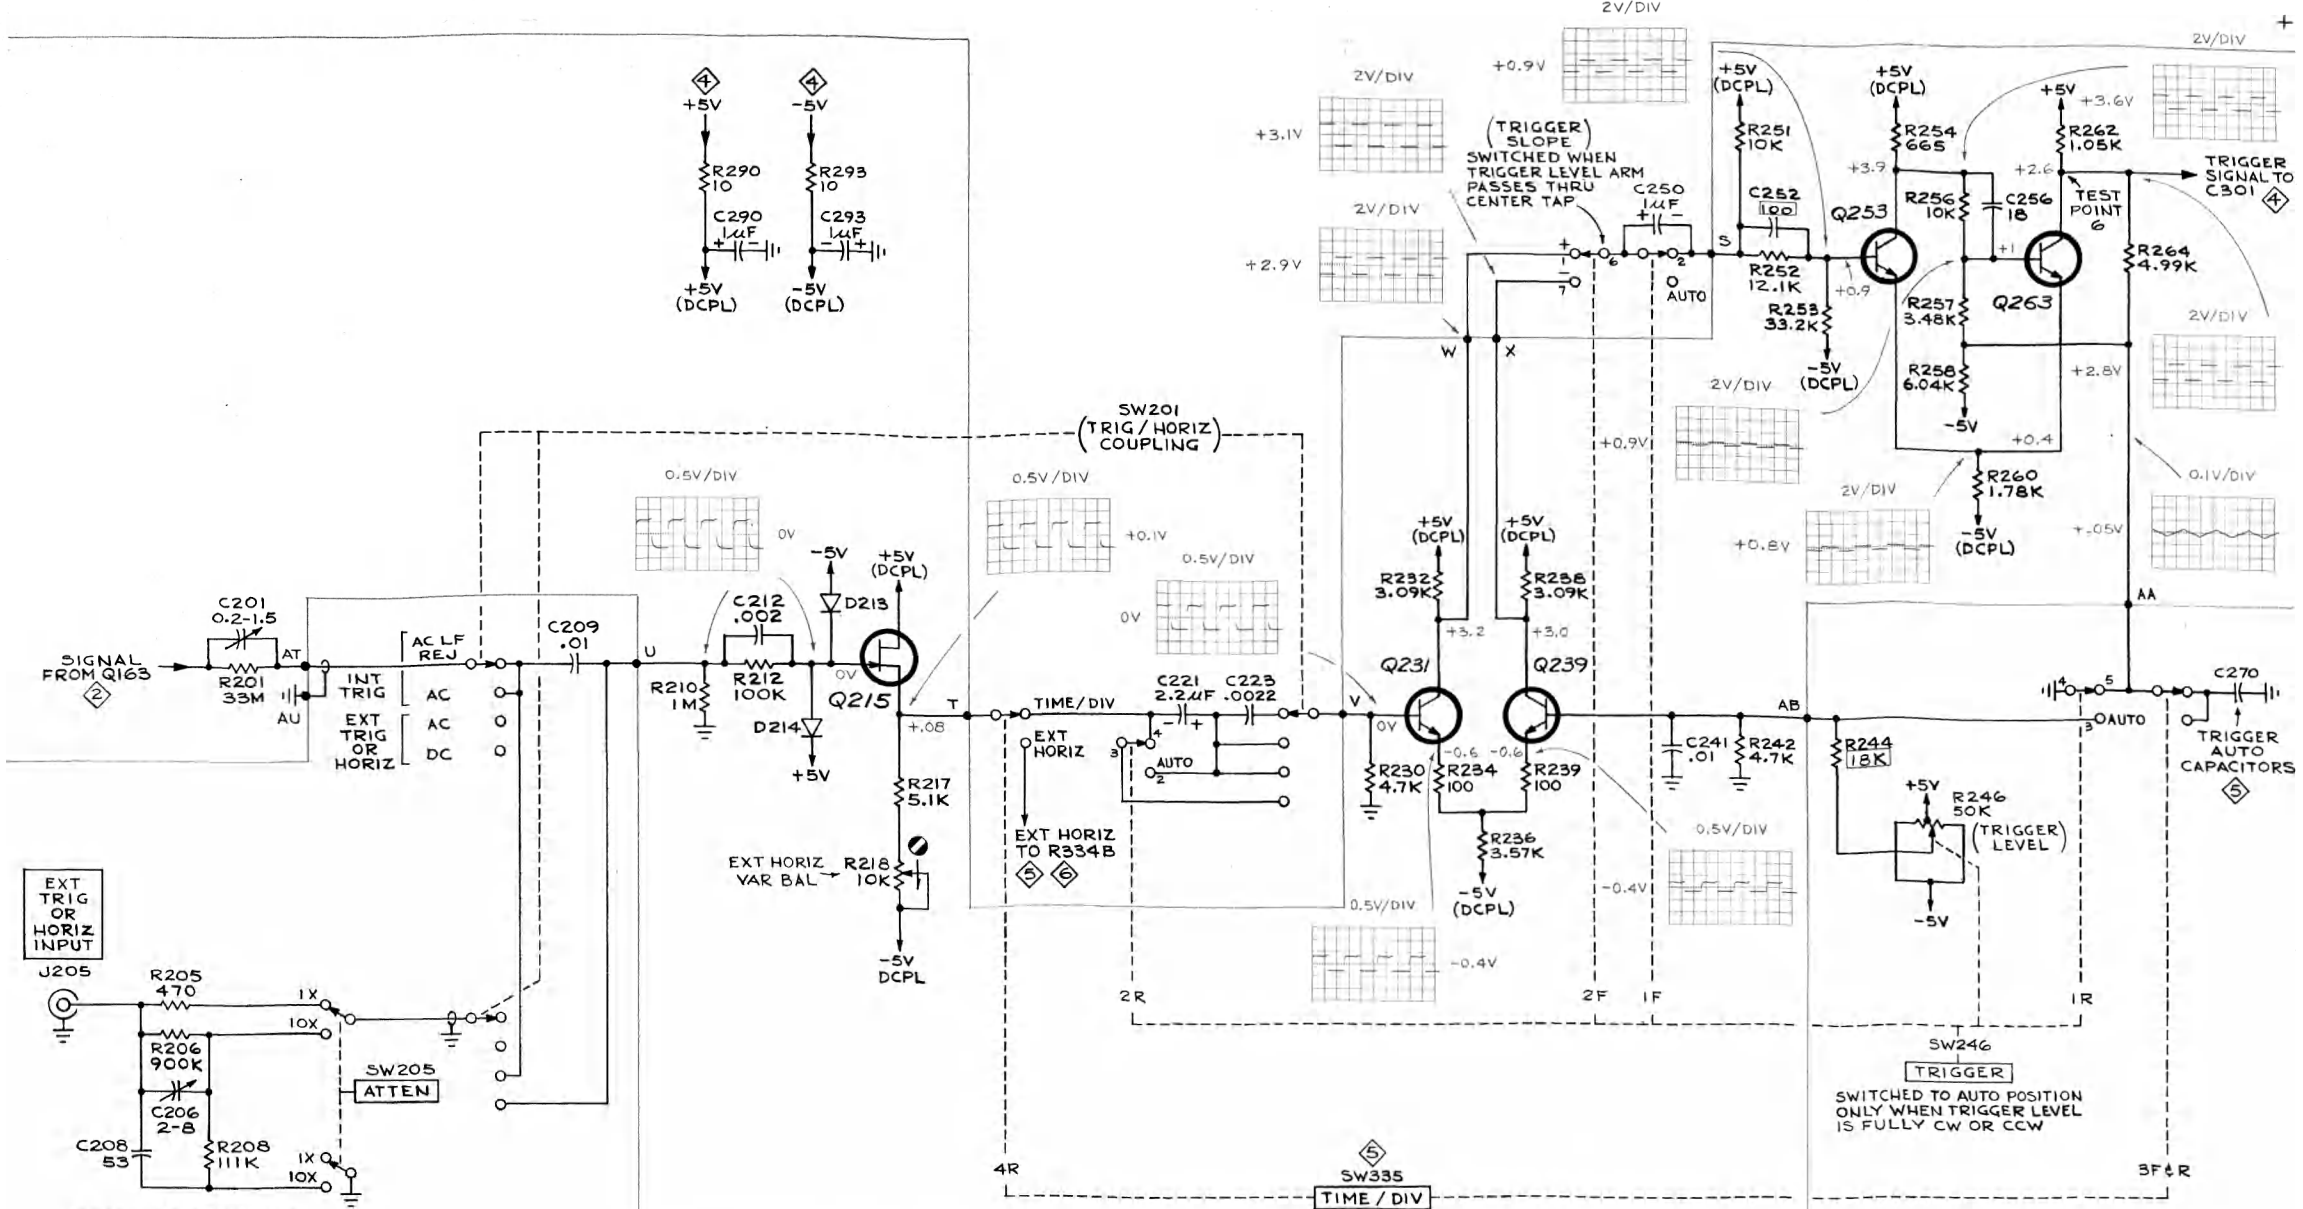 2V/DIV
+
2V/DIV
+0.9V
2V/DIV
+3.1V
4
+5V
4
-5V
+5V
(DCPL)
+5V
(DCPL)
+5V
+3.6V
(TRIGGER)
SLOPE
SWITCHED WHEN
TRIGGER LEVEL ARM
PASSES THRU
CENTER TAP
R251
10K
R254
665
R262
1.05K
R290
10
R293
10
+3.9
+2.6
TRIGGER
SIGNAL TO
C301
4
C250
1µF
+ -
C252
100
Q253
R256
10K
C256
18
TEST
POINT
6
C290
1µF
+ -
C293
1µF
- +
2V/DIV
+2.9V
+
1
6
2
S
-
7
AUTO
R252
12.1K
+0.9
+1
Q263
R264
4.99K
+5V
(DCPL)
-5V
(DCPL)
R253
33.2K
-5V
(DCPL)
R257
3.48K
2V/DIV
W
X
R258
6.04K
-5V
+2.8V
2V/DIV
+0.9V
+0.4
SW201
(TRIG/HORIZ)
COUPLING
0.5V/DIV
0V
0.5V/DIV
+0.1V
2V/DIV
+0.8V
R260
1.78K
-5V
(DCPL)
0.1V/DIV
+.05V
-5V
+5V
(DCPL)
0.5V/DIV
0V
+5V
(DCPL)
+5V
(DCPL)
R232
3.09K
R238
3.09K
+3.2
+3.0
AA
C201
0.2-1.5
SIGNAL
FROM Q163
2
R201
33M
AT
AU
INT
TRIG
AC LF
REJ
AC
EXT
TRIG
OR
HORIZ
AC
DC
C209
.01
U
R210
1M
C212
.002
R212
100K
D213
0V
Q215
D214
+5V
+.08
T
TIME/DIV
EXT
HORIZ
C221
2.2µF
- +
C223
.0022
3
4
AUTO
2
V
0V
Q231
Q239
-0.6
-0.6
R230
4.7K
R234
100
R239
100
C241
.01
R242
4.7K
AB
R244
18K
4
5
3
AUTO
C270
TRIGGER
AUTO
CAPACITORS
5
R217
5.1K
EXT HORIZ
TO R334B
5 6
R236
3.57K
-5V
(DCPL)
0.5V/DIV
-0.4V
+5V
R246
50K
(TRIGGER)
LEVEL
-5V
EXT HORIZ
VAR BAL
R218
10K
-5V
DCPL
0.5V/DIV
-0.4V
EXT
TRIG
OR
HORIZ
INPUT
J205
R205
470
1X
10X
R206
900K
C206
2-8
C208
53
R208
111K
SW205
ATTEN
1X
10X
2R
2F
1F
1R
SW246
TRIGGER
SWITCHED TO AUTO POSITION
ONLY WHEN TRIGGER LEVEL
IS FULLY CW OR CCW
4R
5
SW335
TIME / DIV
3F&R